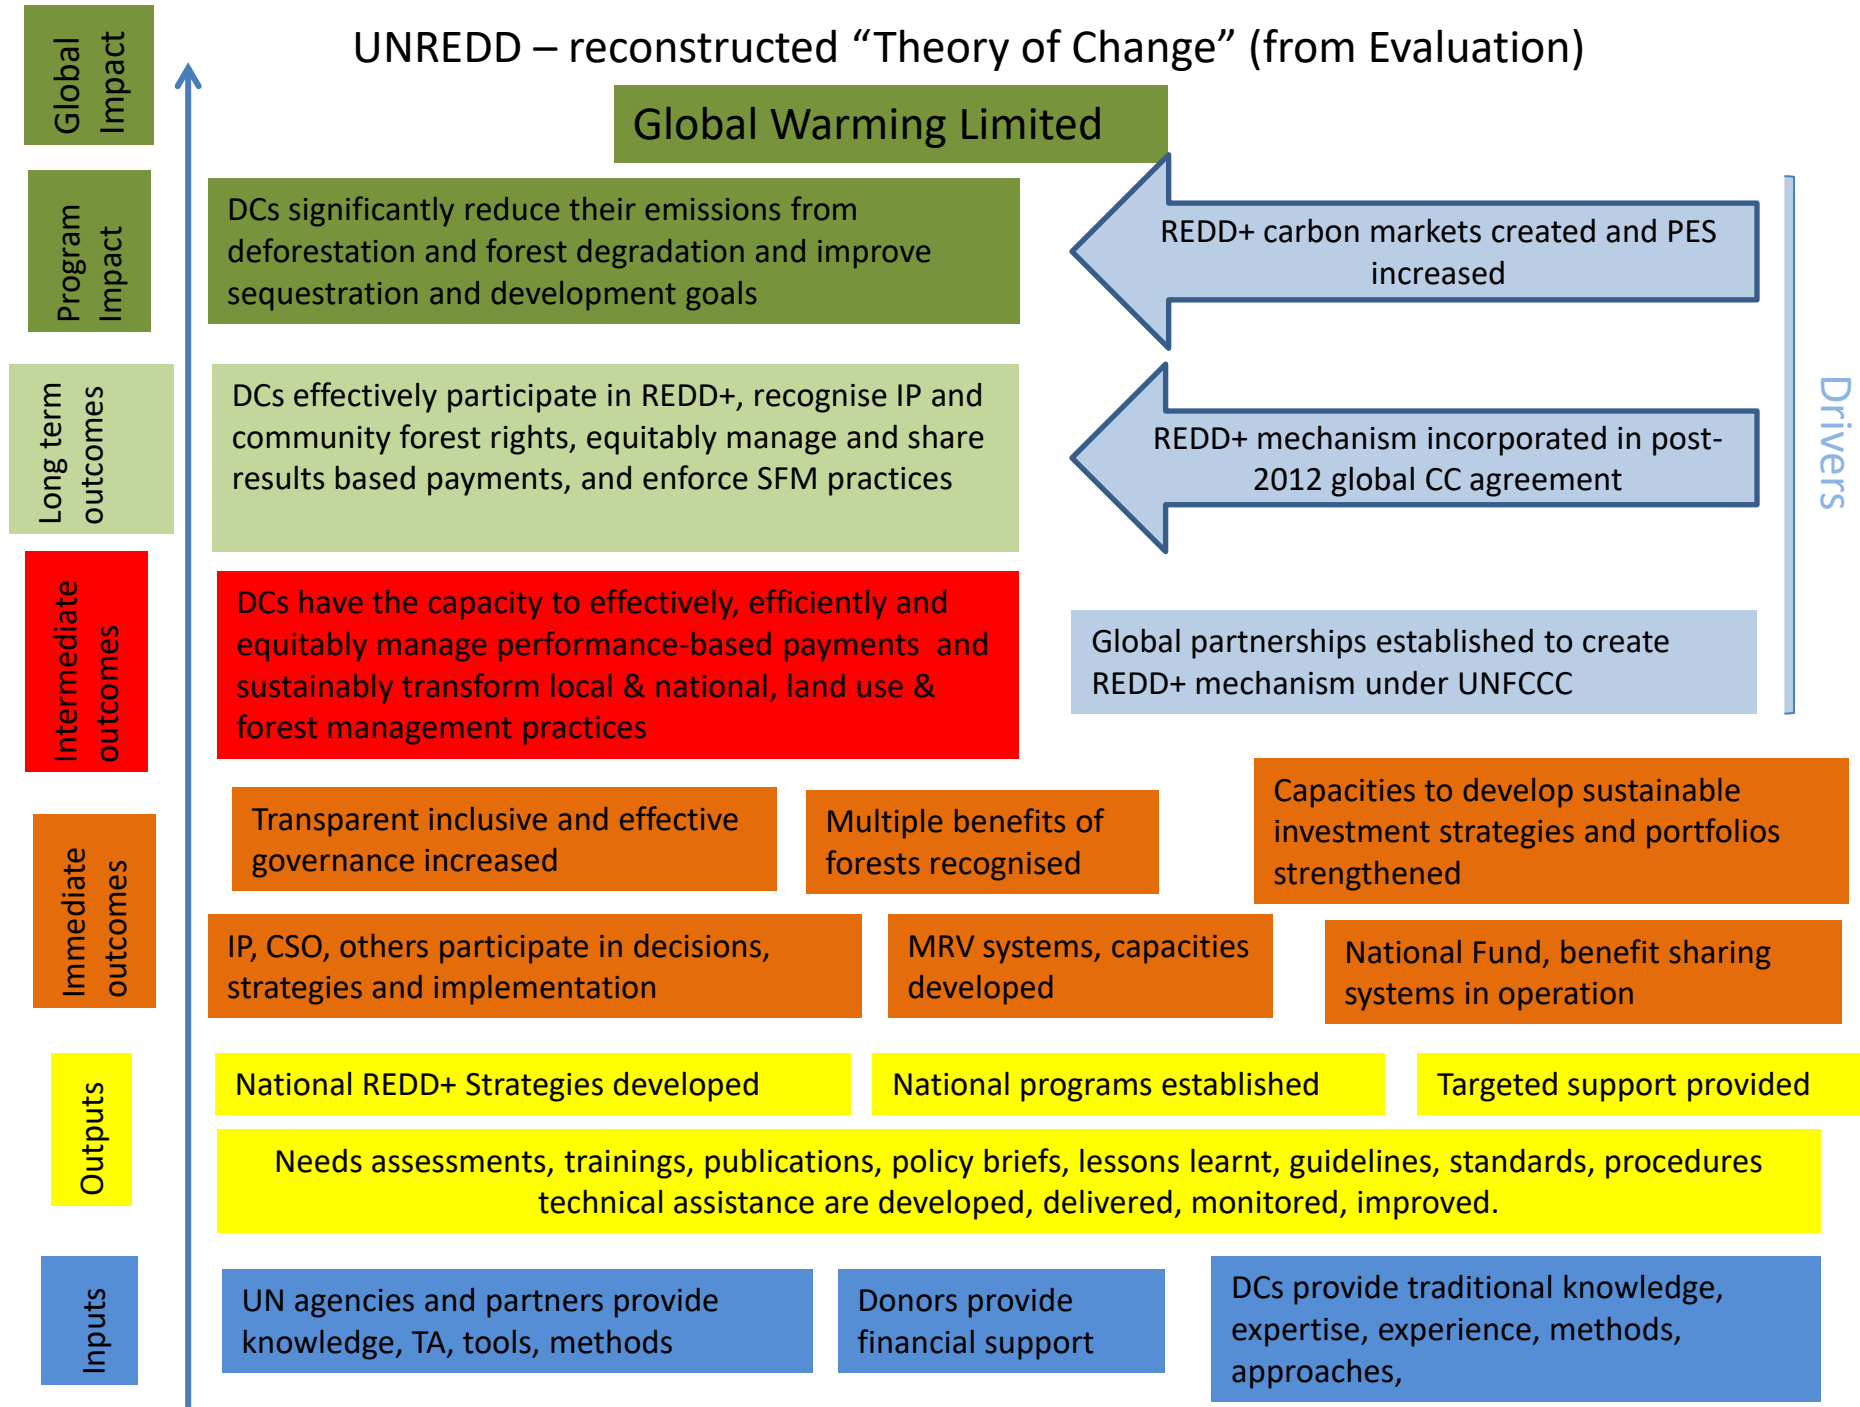 UNREDD – reconstructed “Theory of Change” (from Evaluation)
Global
Impact
Global Warming Limited
Program
Impact
DCs significantly reduce their emissions from
deforestation and forest degradation and improve
sequestration and development goals
REDD+ carbon markets created and PES
increased
Drivers
Long term
outcomes
DCs effectively participate in REDD+, recognise IP and
community forest rights, equitably manage and share
results based payments, and enforce SFM practices
REDD+ mechanism incorporated in post-
2012 global CC agreement
Intermediate
outcomes
DCs have the capacity to effectively, efficiently and
equitably manage performance-based payments  and
sustainably transform local & national, land use &
forest management practices
Global partnerships established to create
REDD+ mechanism under UNFCCC
Immediate
outcomes
Transparent inclusive and effective
governance increased
Multiple benefits of
forests recognised
Capacities to develop sustainable
investment strategies and portfolios
strengthened
IP, CSO, others participate in decisions,
strategies and implementation
MRV systems, capacities
developed
National Fund, benefit sharing
systems in operation
Outputs
National REDD+ Strategies developed
National programs established
Targeted support provided
Needs assessments, trainings, publications, policy briefs, lessons learnt, guidelines, standards, procedures
technical assistance are developed, delivered, monitored, improved.
Inputs
UN agencies and partners provide
knowledge, TA, tools, methods
Donors provide
financial support
DCs provide traditional knowledge,
expertise, experience, methods,
approaches,